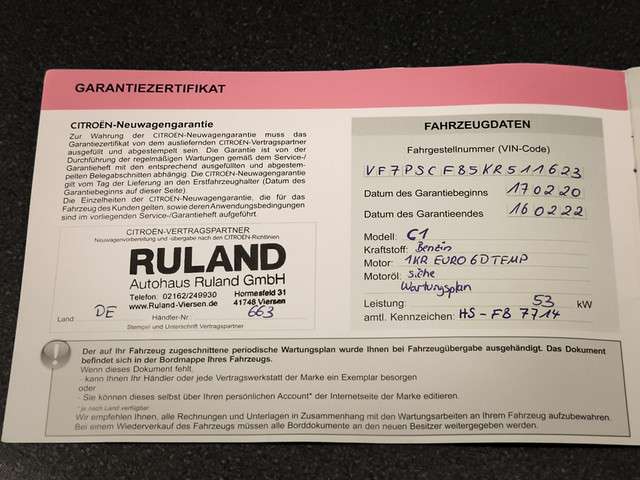 GARANTIEZERTIFIKAT
CITROËN-Neuwagengarantie
Zur Wahrung der CITROËN-Neuwagengarantie muss das
Garantiezertifikat von dem ausliefernden CITROËN-Vertragspartner
ausgefüllt und abgestempelt sein. Die Garantie ist von der
Durchführung der regelmäßigen Wartungen gemäß dem Service-/
Garantieheft mit den entsprechend ausgefüllten und abgestem-
pelten Belegabschnitten abhängig. Die CITROËN-Neuwagengarantie
gilt vom Tag der Lieferung an den Erstfahrzeughalter (Datum des
Garantiebeginns auf dieser Seite).
Die Einzelheiten der CITROËN-Neuwagengarantie, die für das
Fahrzeug des Kunden gelten, sowie deren Anwendungsbedingungen
sind im vorliegenden Service-/Garantieheft aufgeführt.
CITROËN-VERTRAGSPARTNER
Neuwagenvorbereitung und -übergabe nach den CITROËN-Richtlinien
RULAND
Autohaus Ruland GmbH
Telefon: 02162/249930 Hormesfeld 31
www.Ruland-Viersen.de 41748 Viersen
Land DE Händler-Nr. 663
Stempel und Unterschrift Vertragspartner
FAHRZEUGDATEN
Fahrgestellnummer (VIN-Code)
VF7PSCFB5KR511623
Datum des Garantiebeginns 17 02 20
Datum des Garantieendes 16 02 22
Modell: C1
Kraftstoff: Benzin
Motor: 1KR EURO 6D TEMP
Motoröl: siehe
Wartungsplan
Leistung 53 kW
amtl. Kennzeichen: HS-FB 7714
Der auf Ihr Fahrzeug zugeschnittene periodische Wartungsplan wurde Ihnen bei Fahrzeugübergabe ausgehändigt. Das Dokument
befindet sich in der Bordmappe Ihres Fahrzeugs.
Wenn dieses Dokument fehlt,
- kann Ihnen Ihr Händler oder jede Vertragswerkstatt der Marke ein Exemplar besorgen
oder
- Sie können dieses selbst über Ihren persönlichen Account* der Internetseite der Marke editieren.
* je nach Land verfügbar
Wir empfehlen Ihnen, alle Rechnungen und Unterlagen in Zusammenhang mit den Wartungsarbeiten an Ihrem Fahrzeug aufzubewahren.
Bei einem Wiederverkauf des Fahrzeugs müssen alle Borddokumente an den neuen Besitzer weitergegeben werden.